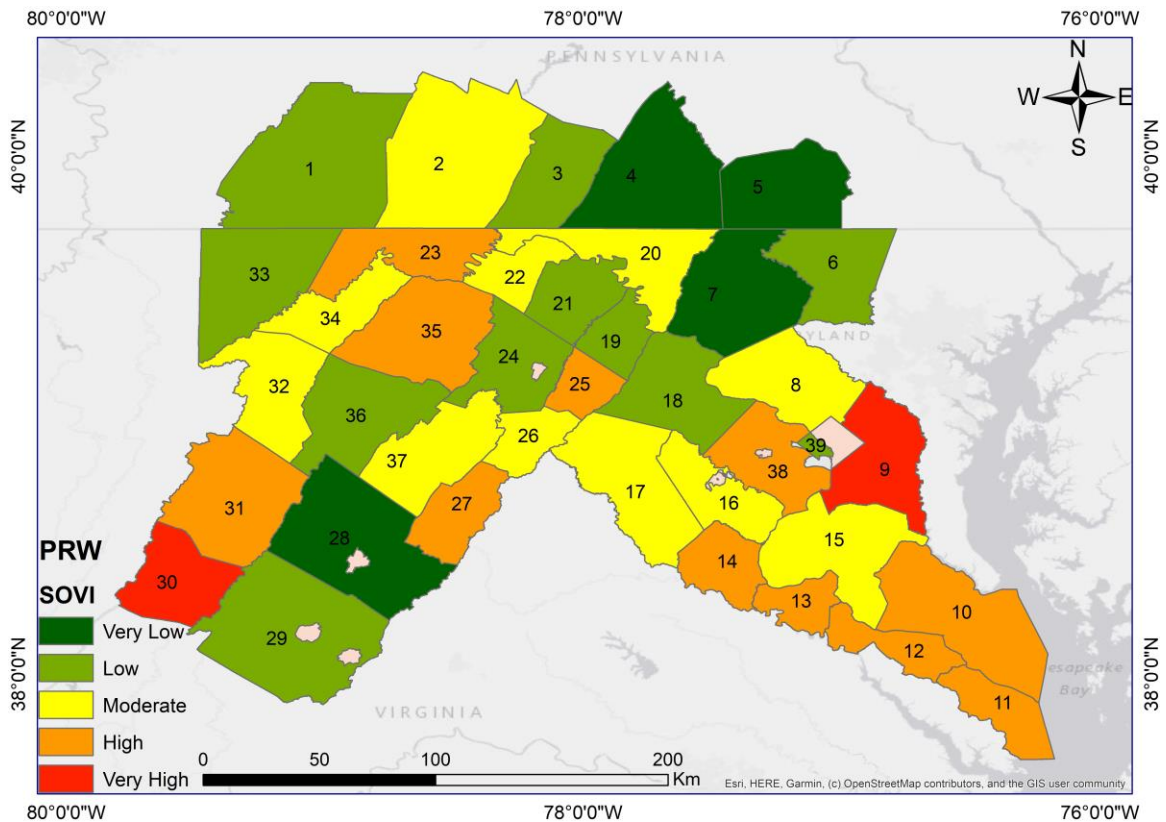 80°0'0"W 78°0'0"W 76°0'0"W
PENNSYLVANIA
N
W E
S
40°0'0"N 40°0'0"N
1 2 3 4 5
33 23 22 20 6
21 7
34 35 24 19
32 36 25 18 8
37 26 39
31 27 17 16 38 9
28 15
30 14
29 13 10
12
11
38°0'0"N 38°0'0"N
PRW
SOVI
Very Low
Low
Moderate
High
Very High
VIRGINIA
Bay
0 50 100 200
Km
Esri, HERE, Garmin, (c) OpenStreetMap contributors, and the GIS user community
80°0'0"W 78°0'0"W 76°0'0"W